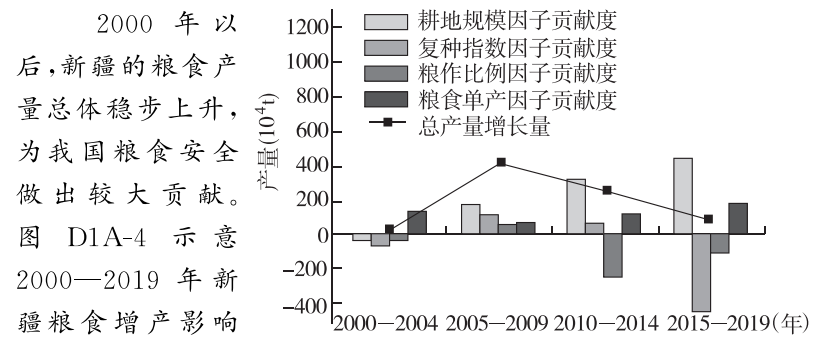 2000 年以
后,新疆的粮食产
量总体稳步上升,
为我国粮食安全
做出较大贡献。
图 D1A-4 示意
2000—2019 年新
疆粮食增产影响
产量(10⁴t)
1200
1000
800
600
400
200
0
-200
-400
耕地规模因子贡献度
复种指数因子贡献度
粮作比例因子贡献度
粮食单产因子贡献度
总产量增长量
2000-2004 2005-2009 2010-2014 2015-2019(年)